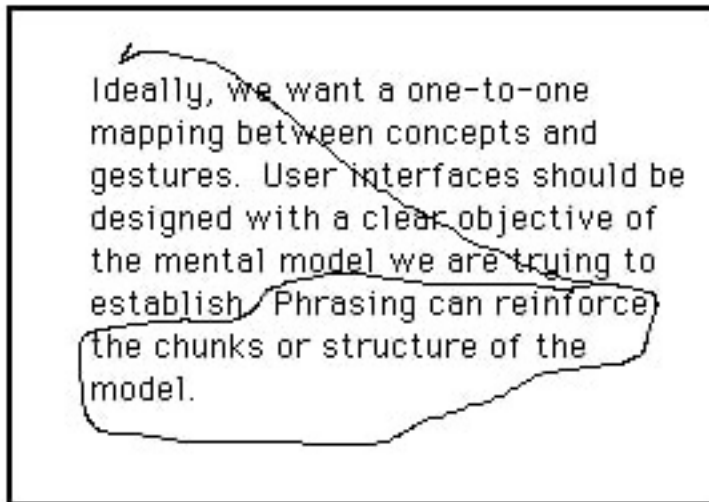 Ideally, we want a one-to-one
mapping between concepts and
gestures. User interfaces should be
designed with a clear objective of
the mental model we are trying to
establish. Phrasing can reinforce
the chunks or structure of the
model.